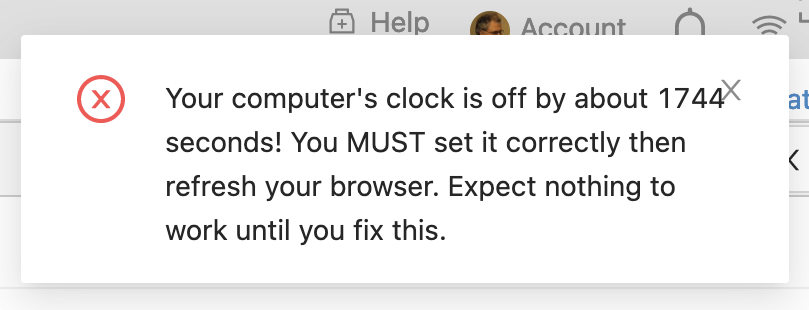 Help
Account
Your computer's clock is off by about 1744
seconds! You MUST set it correctly then
refresh your browser. Expect nothing to
work until you fix this.